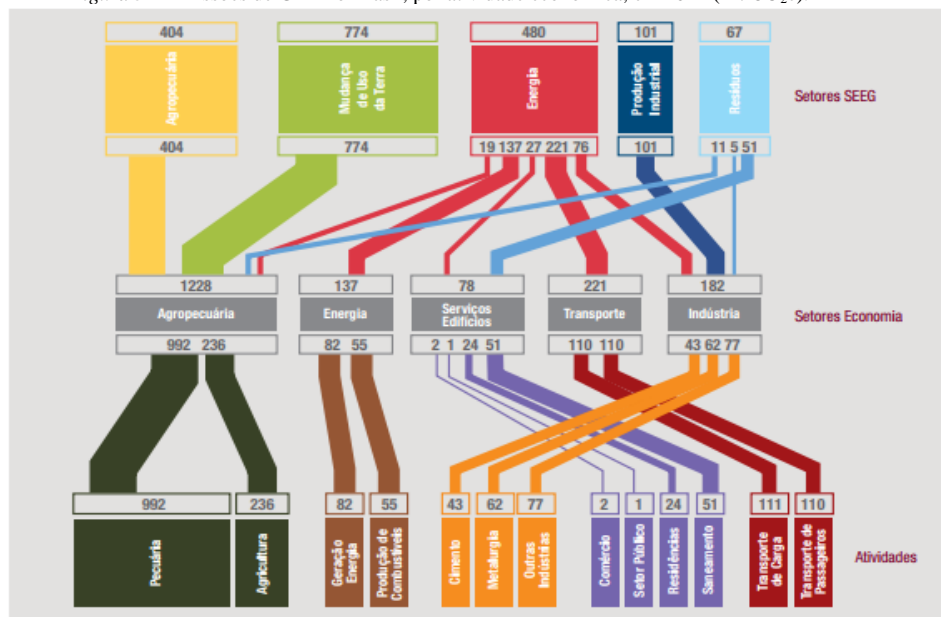 404 774 480 101 67
Agropecuária
Mudança
de Uso
da Terra
Energia
Produção
Industrial
Resíduos
Setores SEEG
404 774 19 137 27 221 76 101 11 5 51
1228 137 78 221 182
Agropecuária
Energia
Serviços
Edifícios
Transporte
Indústria
Setores Economia
992 236 82 55 2 1 24 51 110 110 43 62 77
992 236 82 55 43 62 77 2 1 24 51 111 110
Pecuária
Agricultura
Geração
Energia
Produção de
Combustíveis
Cimento
Metalurgia
Outras
Indústrias
Comércio
Setor Público
Residências
Saneamento
Transporte
de Carga
Transporte de
Passageiros
Atividades